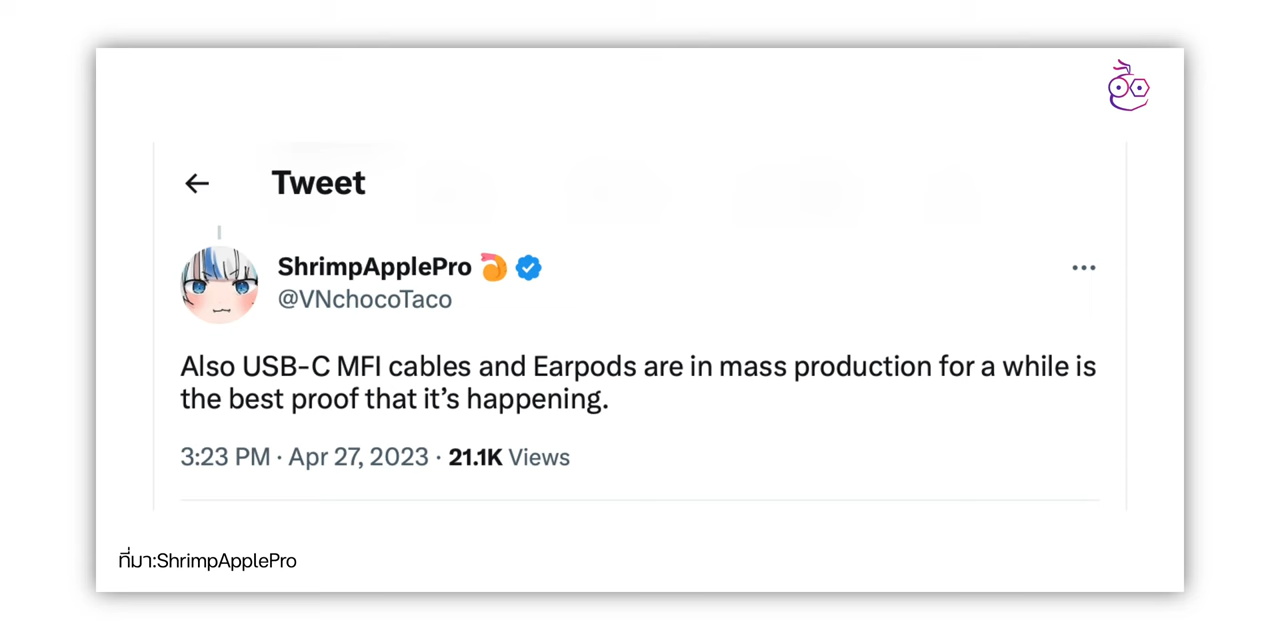 Tweet
ShrimpApplePro 🍤
@VNchocoTaco
Also USB-C MFI cables and Earpods are in mass production for a while is
the best proof that it’s happening.
3:23 PM · Apr 27, 2023 · 21.1K Views
ที่มา:ShrimpApplePro